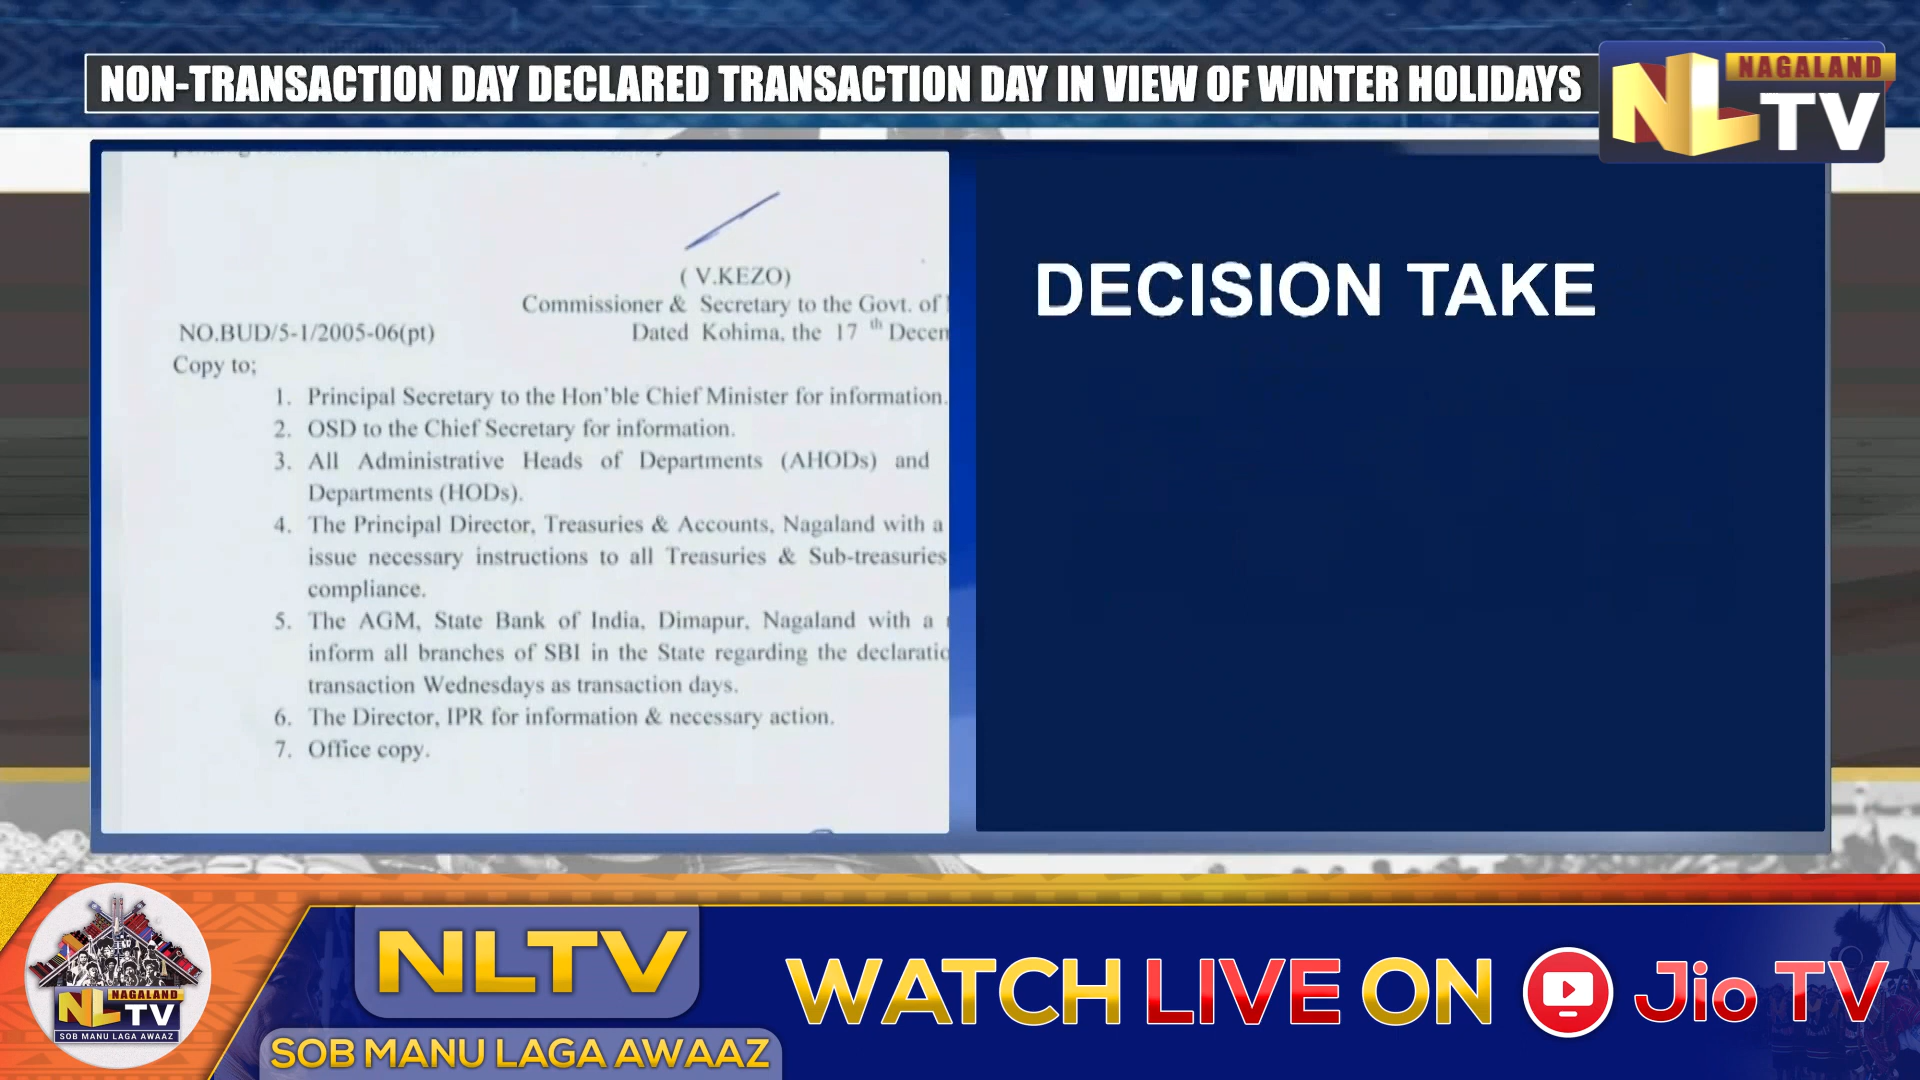 NON-TRANSACTION DAY DECLARED TRANSACTION DAY IN VIEW OF WINTER HOLIDAYS
NAGALAND
NL TV
( V.KEZO)
Commissioner & Secretary to the Govt. of
NO.BUD/5-1/2005-06(pt) Dated Kohima, the 17 th Decem
Copy to;
1. Principal Secretary to the Hon'ble Chief Minister for information.
2. OSD to the Chief Secretary for information.
3. All Administrative Heads of Departments (AHODs) and
Departments (HODs).
4. The Principal Director, Treasuries & Accounts, Nagaland with a
issue necessary instructions to all Treasuries & Sub-treasuries
compliance.
5. The AGM, State Bank of India, Dimapur, Nagaland with a
inform all branches of SBI in the State regarding the declaratio
transaction Wednesdays as transaction days.
6. The Director, IPR for information & necessary action.
7. Office copy.
DECISION TAKE
NAGALAND
NL TV
SOB MANU LAGA AWAAZ
NLTV
SOB MANU LAGA AWAAZ
WATCH LIVE ON Jio TV